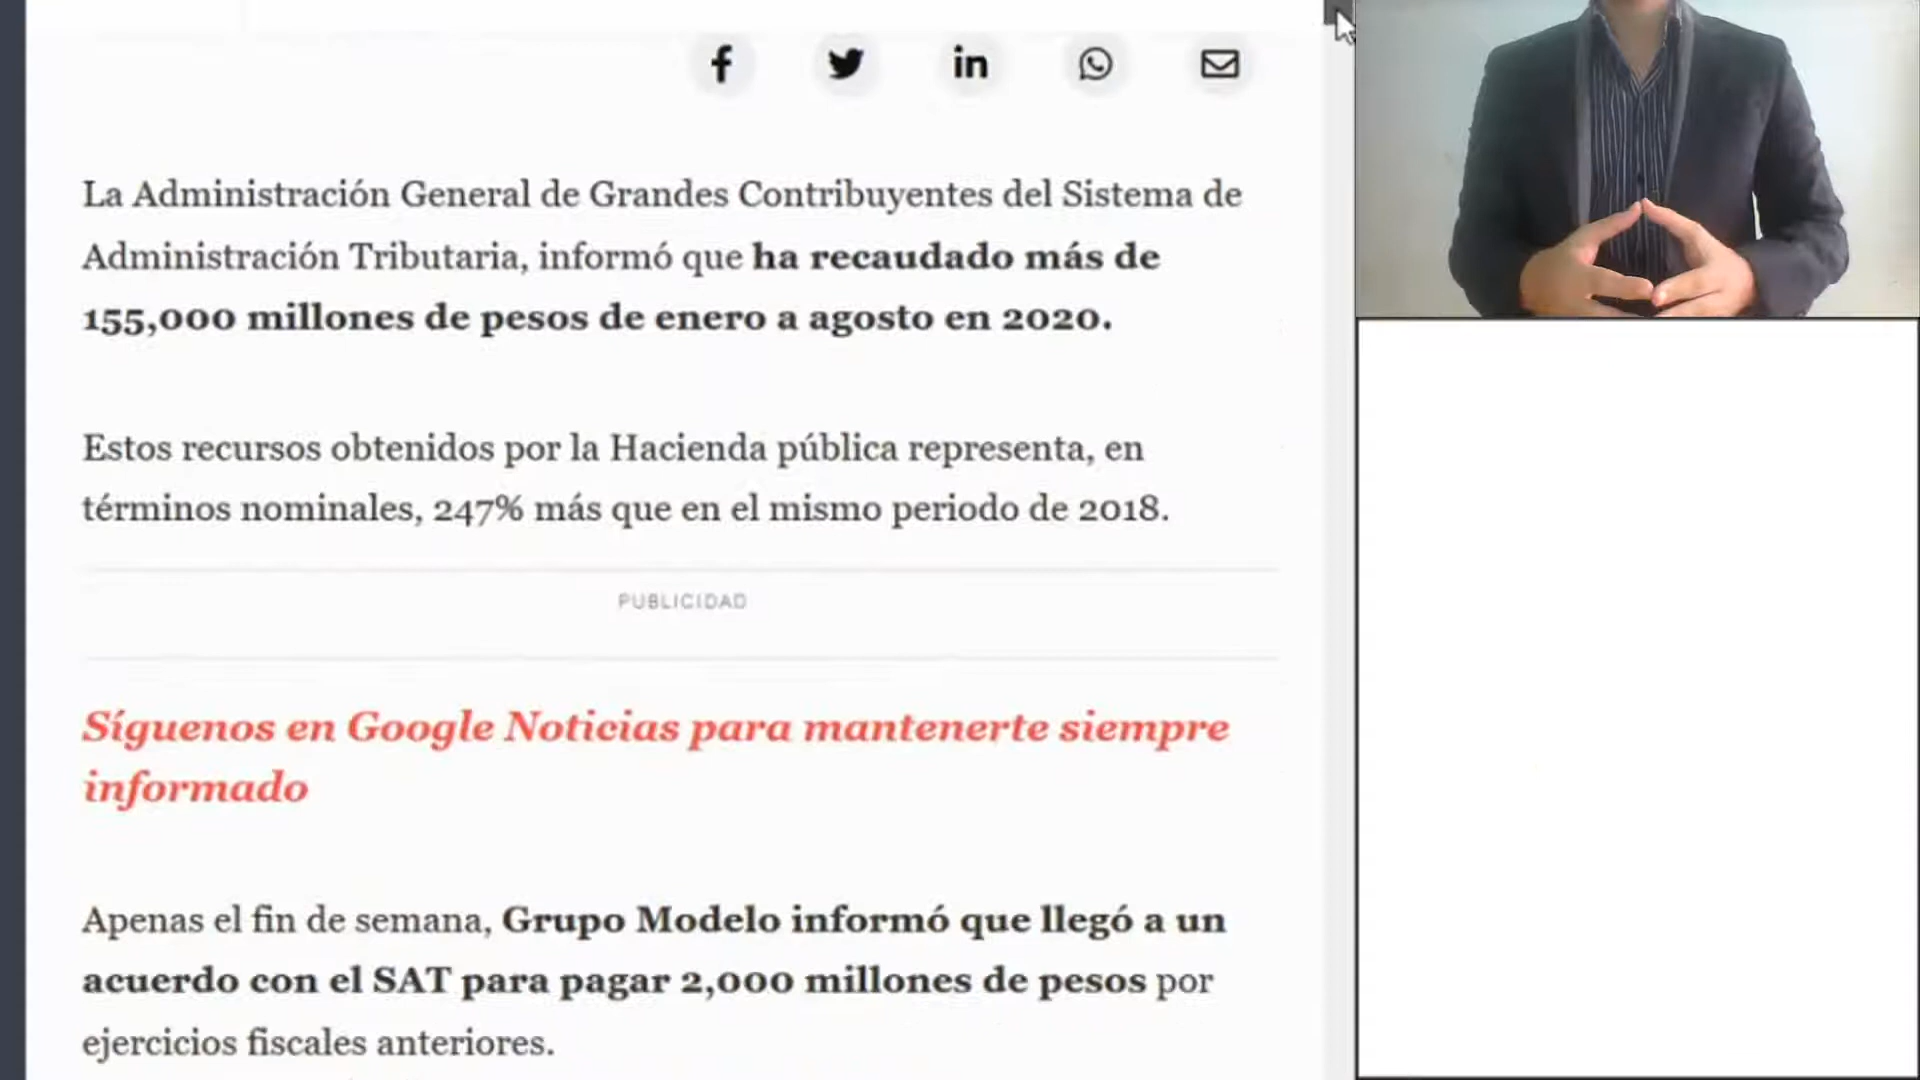 La Administración General de Grandes Contribuyentes del Sistema de
Administración Tributaria, informó que ha recaudado más de
155,000 millones de pesos de enero a agosto en 2020.
Estos recursos obtenidos por la Hacienda pública representa, en
términos nominales, 247% más que en el mismo periodo de 2018.
PUBLICIDAD
Síguenos en Google Noticias para mantenerte siempre
informado
Apenas el fin de semana, Grupo Modelo informó que llegó a un
acuerdo con el SAT para pagar 2,000 millones de pesos por
ejercicios fiscales anteriores.